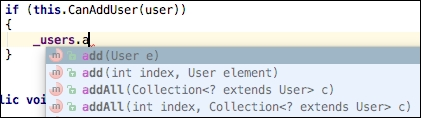 if (this.CanAddUser(user))
{
_users.a
}
m add(User e)
m add(int index, User element)
m addAll(Collection<? extends User> c)
m addAll(int index, Collection<? extends User> c)
lic voi